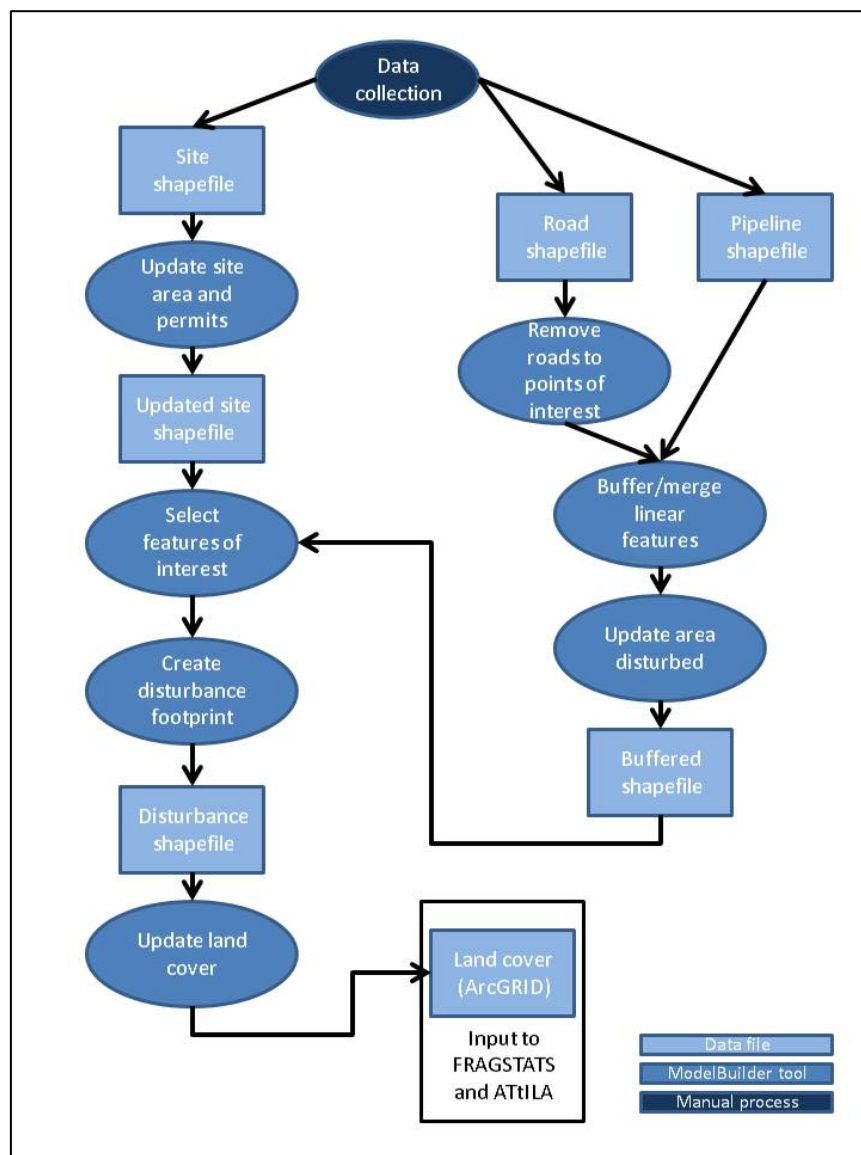 Data
collection
Site
shapefile
Road
shapefile
Pipeline
shapefile
Update site
area and
permits
Remove
roads to
points of
interest
Updated site
shapefile
Buffer/merge
linear
features
Select
features of
interest
Update area
disturbed
Create
disturbance
footprint
Buffered
shapefile
Disturbance
shapefile
Update land
cover
Land cover
(ArcGRID)
Input to
FRAGSTATS
and ATtILA
Data file
ModelBuilder tool
Manual process